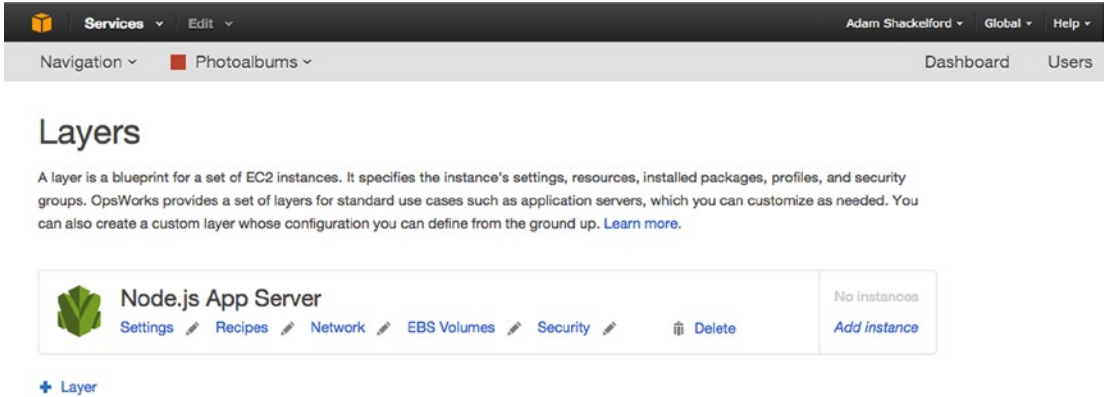 Services Edit Adam Shackelford Global Help
Navigation Photoalbums Dashboard Users
Layers
A layer is a blueprint for a set of EC2 instances. It specifies the instance's settings, resources, installed packages, profiles, and security
groups. OpsWorks provides a set of layers for standard use cases such as application servers, which you can customize as needed. You
can also create a custom layer whose configuration you can define from the ground up. Learn more.
Node.js App Server No instances
Settings Recipes Network EBS Volumes Security Delete Add instance
+ Layer